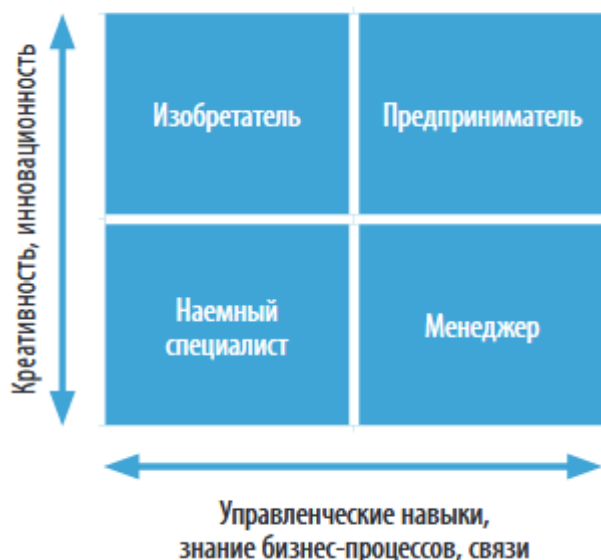 Креативность, инновационность
Изобретатель
Предприниматель
Наемный
специалист
Менеджер
Управленческие навыки,
знание бизнес-процессов, связи